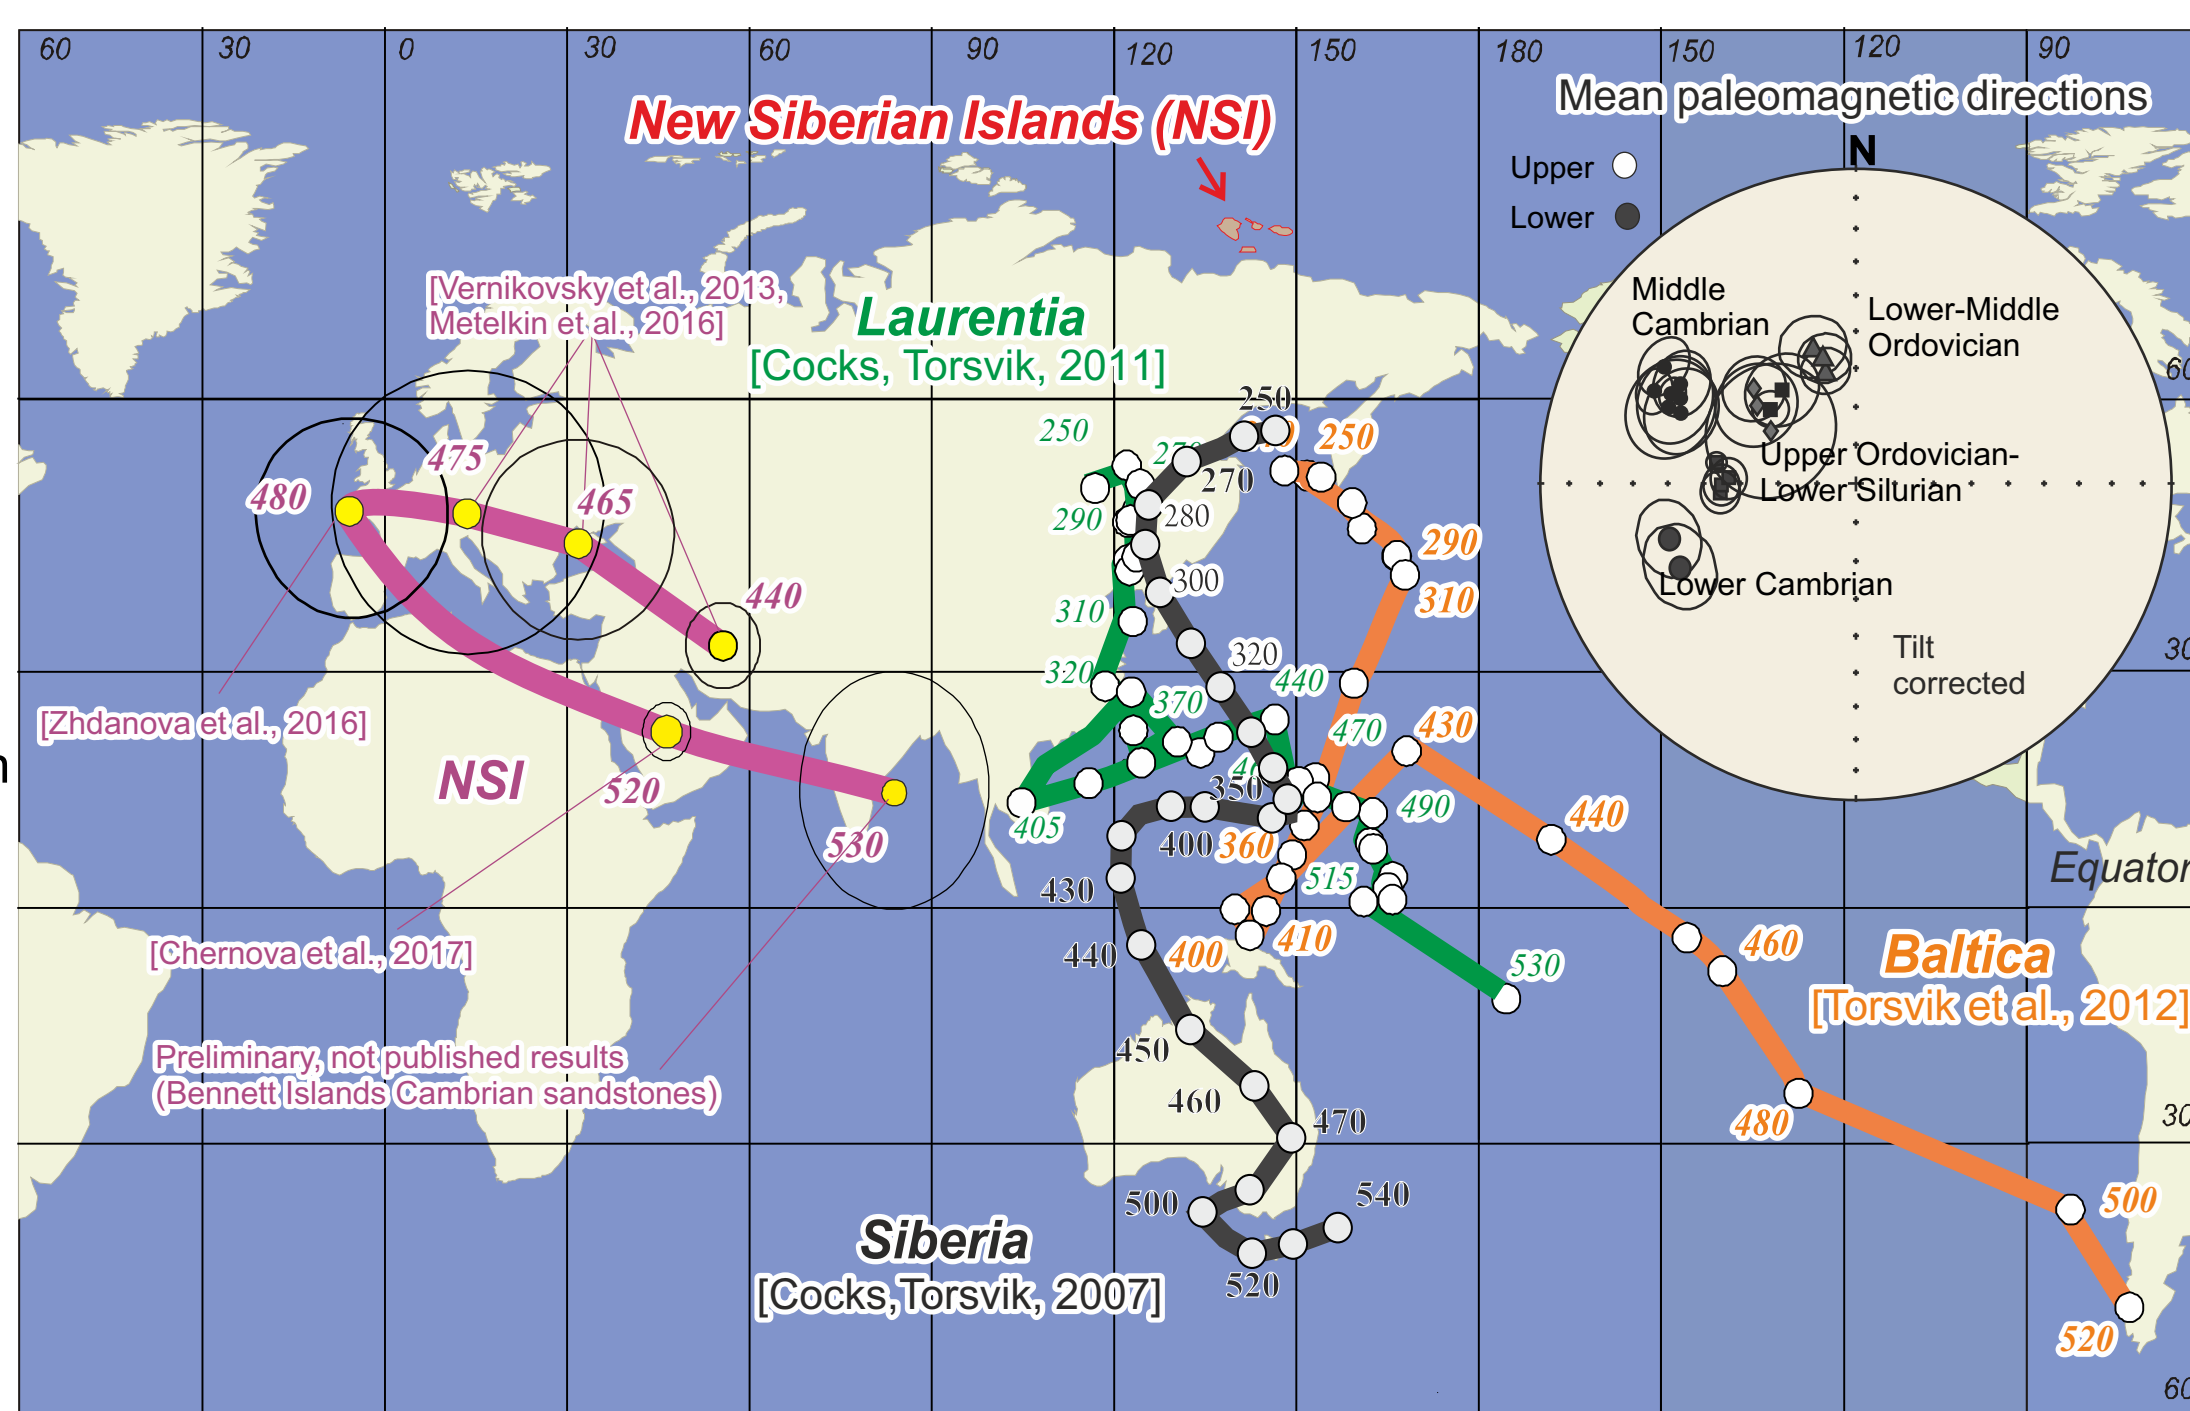 60 30 0 30 60 90 120 150 180 150 120 90
New Siberian Islands (NSI)
Mean paleomagnetic directions
N
Upper
Lower
Middle
Cambrian
Lower-Middle
Ordovician
Upper Ordovician-
Lower Silurian
Lower Cambrian
Tilt
corrected
[Vernikovsky et al., 2013,
Metelkin et al., 2016]
Laurentia
[Cocks, Torsvik, 2011]
480
475
465
440
520
530
[Zhdanova et al., 2016]
NSI
[Chernova et al., 2017]
Preliminary, not published results
(Bennett Islands Cambrian sandstones)
250
270
290
310
320
370
405
440
470
490
515
530
250
270
280
300
320
350
400
430
440
450
460
470
500
520
540
Siberia
[Cocks,Torsvik, 2007]
250
290
310
360
400
410
430
440
460
480
500
520
Baltica
[Torsvik et al., 2012]
60
30
Equator
30
60
n